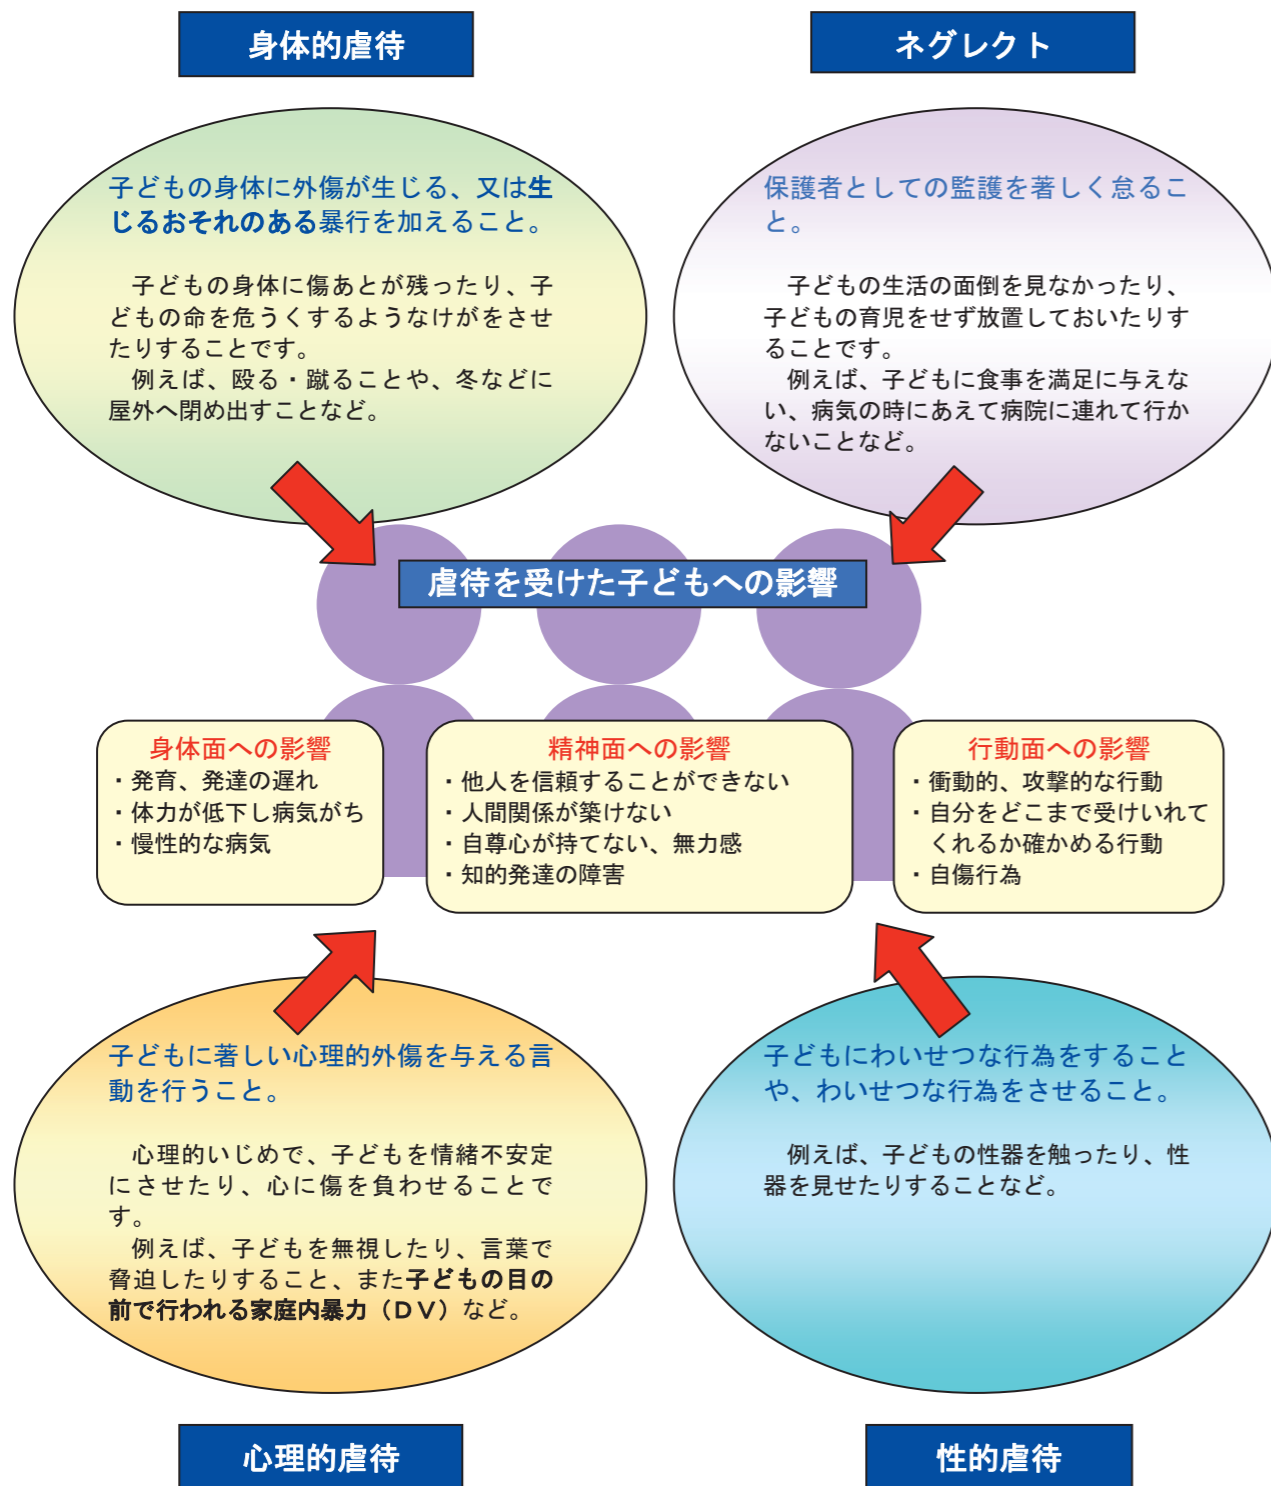 身体的虐待
ネグレクト
子どもの身体に外傷が生じる、又は生
じるおそれのある暴行を加えること。
子どもの身体に傷あとが残ったり、子
どもの命を危うくするようなけがをさせ
たりすることです。
例えば、殴る・蹴ることや、冬などに
屋外へ閉め出すことなど。
保護者としての監護を著しく怠るこ
と。
子どもの生活の面倒を見なかったり、
子どもの育児をせず放置しておいたりす
ることです。
例えば、子どもに食事を満足に与えな
い、病気の時にあえて病院に連れて行か
ないことなど。
虐待を受けた子どもへの影響
身体面への影響
・発育、発達の遅れ
・体力が低下し病気がち
・慢性的な病気
精神面への影響
・他人を信頼することができない
・人間関係が築けない
・自尊心が持てない、無力感
・知的発達の障害
行動面への影響
・衝動的、攻撃的な行動
・自分をどこまで受けいれて
くれるか確かめる行動
・自傷行為
子どもに著しい心理的外傷を与える言
動を行うこと。
心理的いじめで、子どもを情緒不安定
にさせたり、心に傷を負わせることで
す。
例えば、子どもを無視したり、言葉で
脅迫したりすること、また子どもの目の
前で行われる家庭内暴力（ＤＶ）など。
子どもにわいせつな行為をすること
や、わいせつな行為をさせること。
例えば、子どもの性器を触ったり、性
器を見せたりすることなど。
心理的虐待
性的虐待